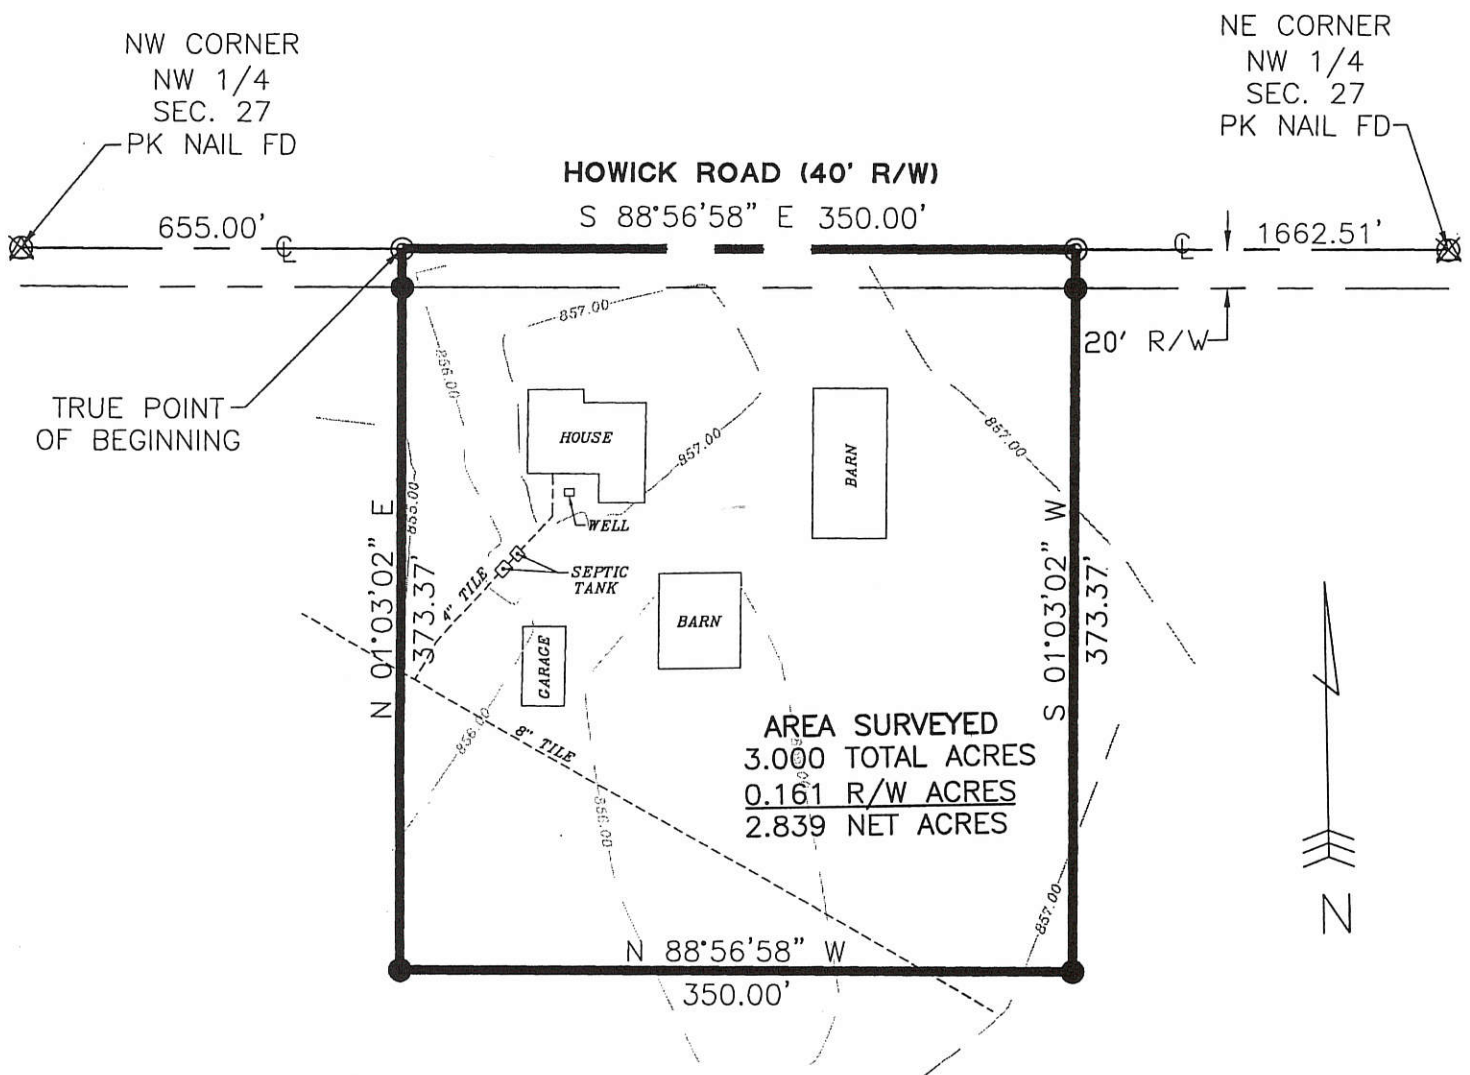 NW CORNER
NW 1/4
SEC. 27
PK NAIL FD
NE CORNER
NW 1/4
SEC. 27
PK NAIL FD
HOWICK ROAD (40' R/W)
S 88°56'58" E 350.00'
655.00'
℄
℄
1662.51'
20' R/W
TRUE POINT
OF BEGINNING
857.00
856.00
HOUSE
857.00
BARN
857.00
855.00
WELL
SEPTIC
TANK
4" TILE
N 01°03'02" E
373.37'
S 01°03'02" W
373.37'
BARN
GARAGE
856.00
8" TILE
AREA SURVEYED
3.000 TOTAL ACRES
0.161 R/W ACRES
2.839 NET ACRES
856.00
857.00
N 88°56'58" W
350.00'
N